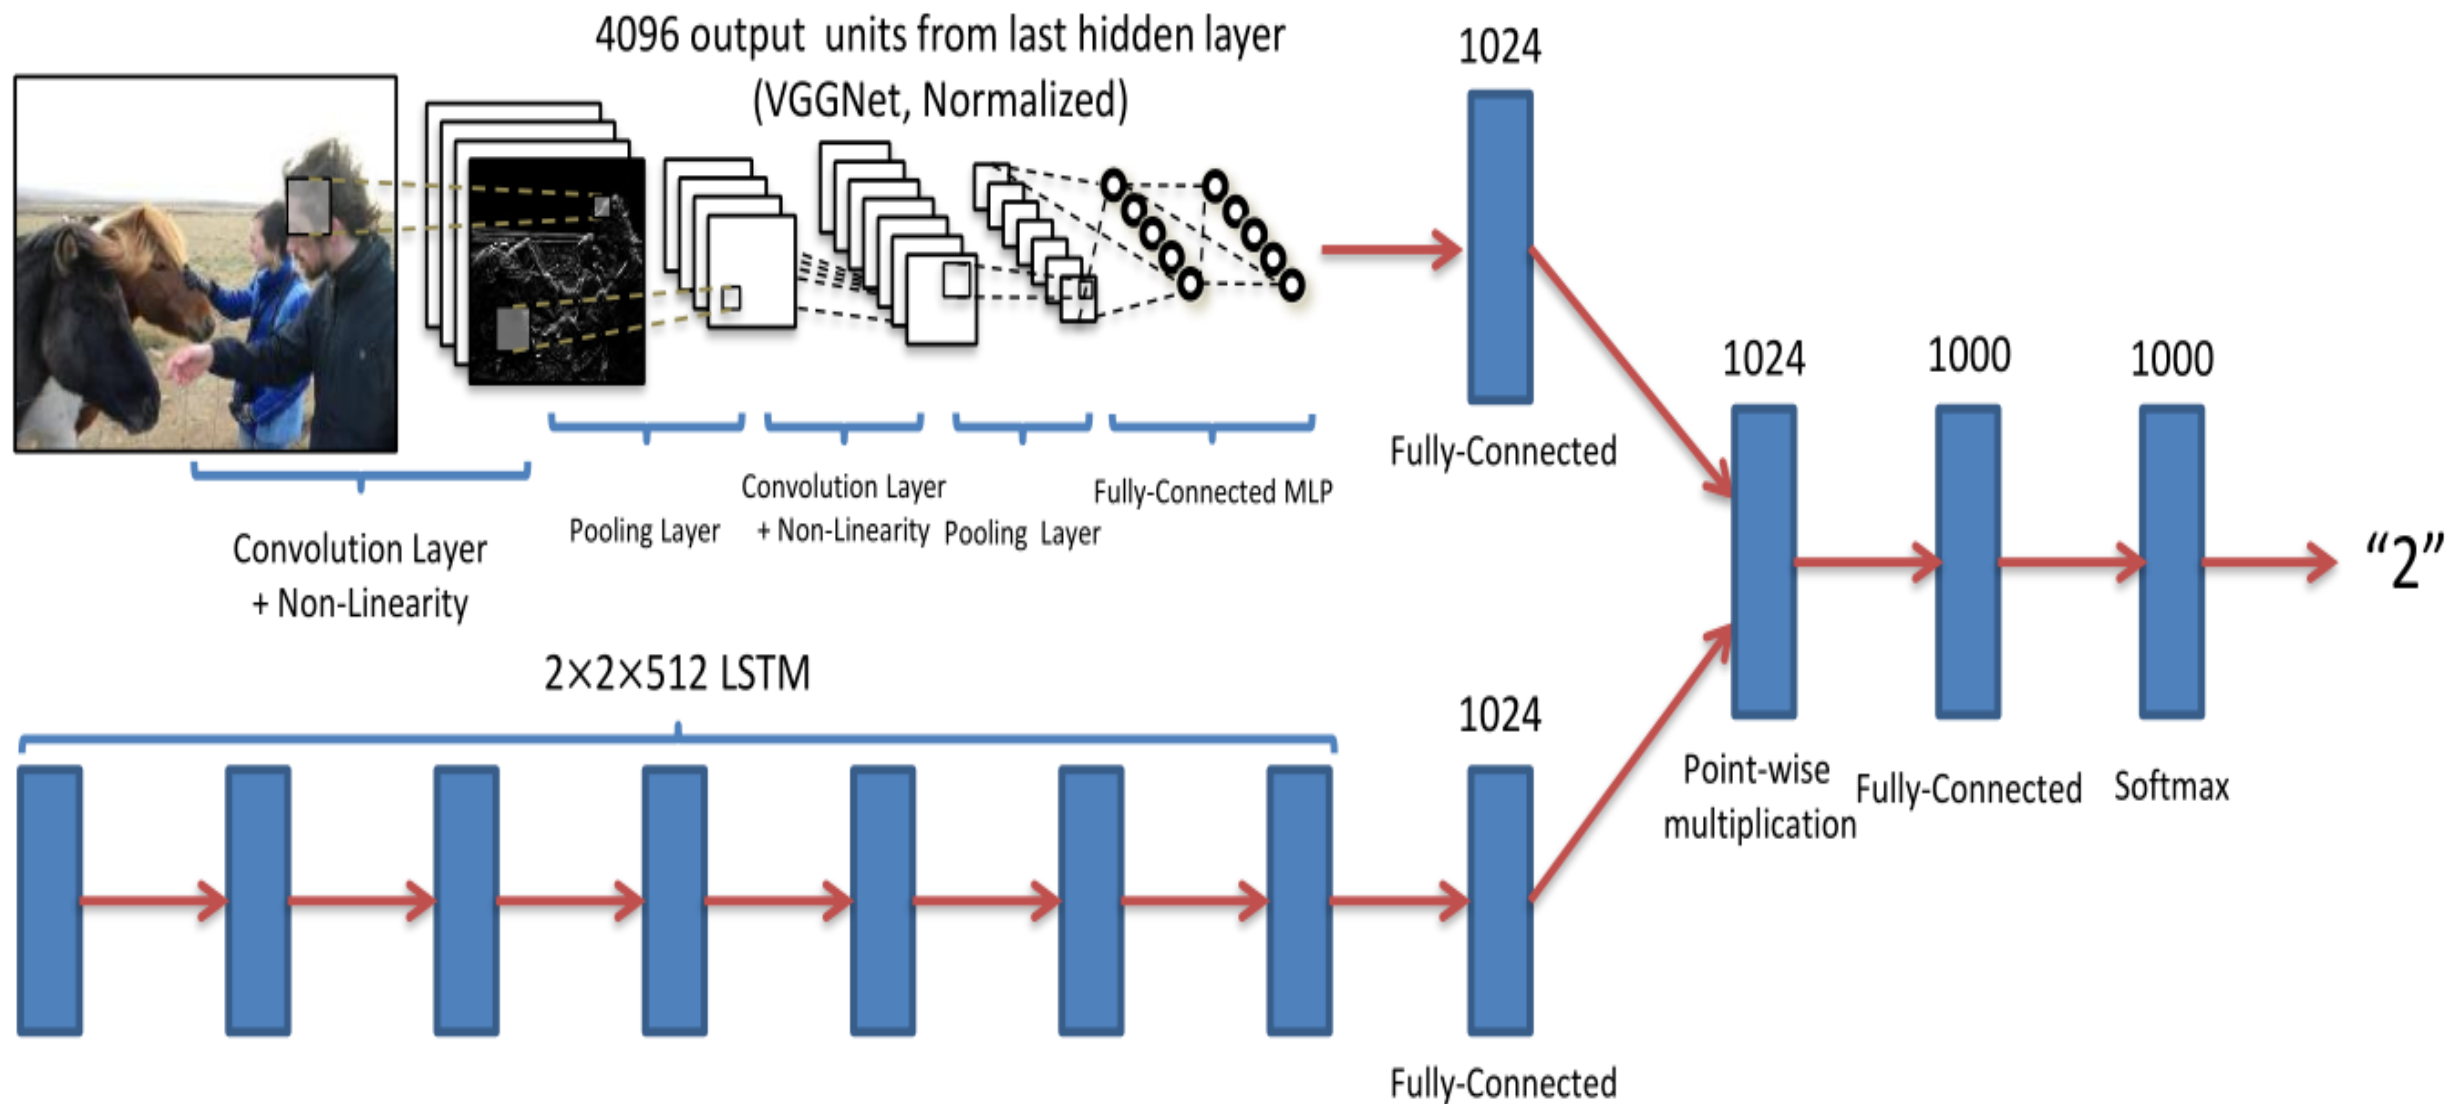 4096 output units from last hidden layer
(VGGNet, Normalized)
1024
Fully-Connected
Convolution Layer
+ Non-Linearity
Pooling Layer
Convolution Layer
+ Non-Linearity
Pooling Layer
Fully-Connected MLP
2×2×512 LSTM
1024
Fully-Connected
1024
Point-wise
multiplication
1000
Fully-Connected
1000
Softmax
“2”